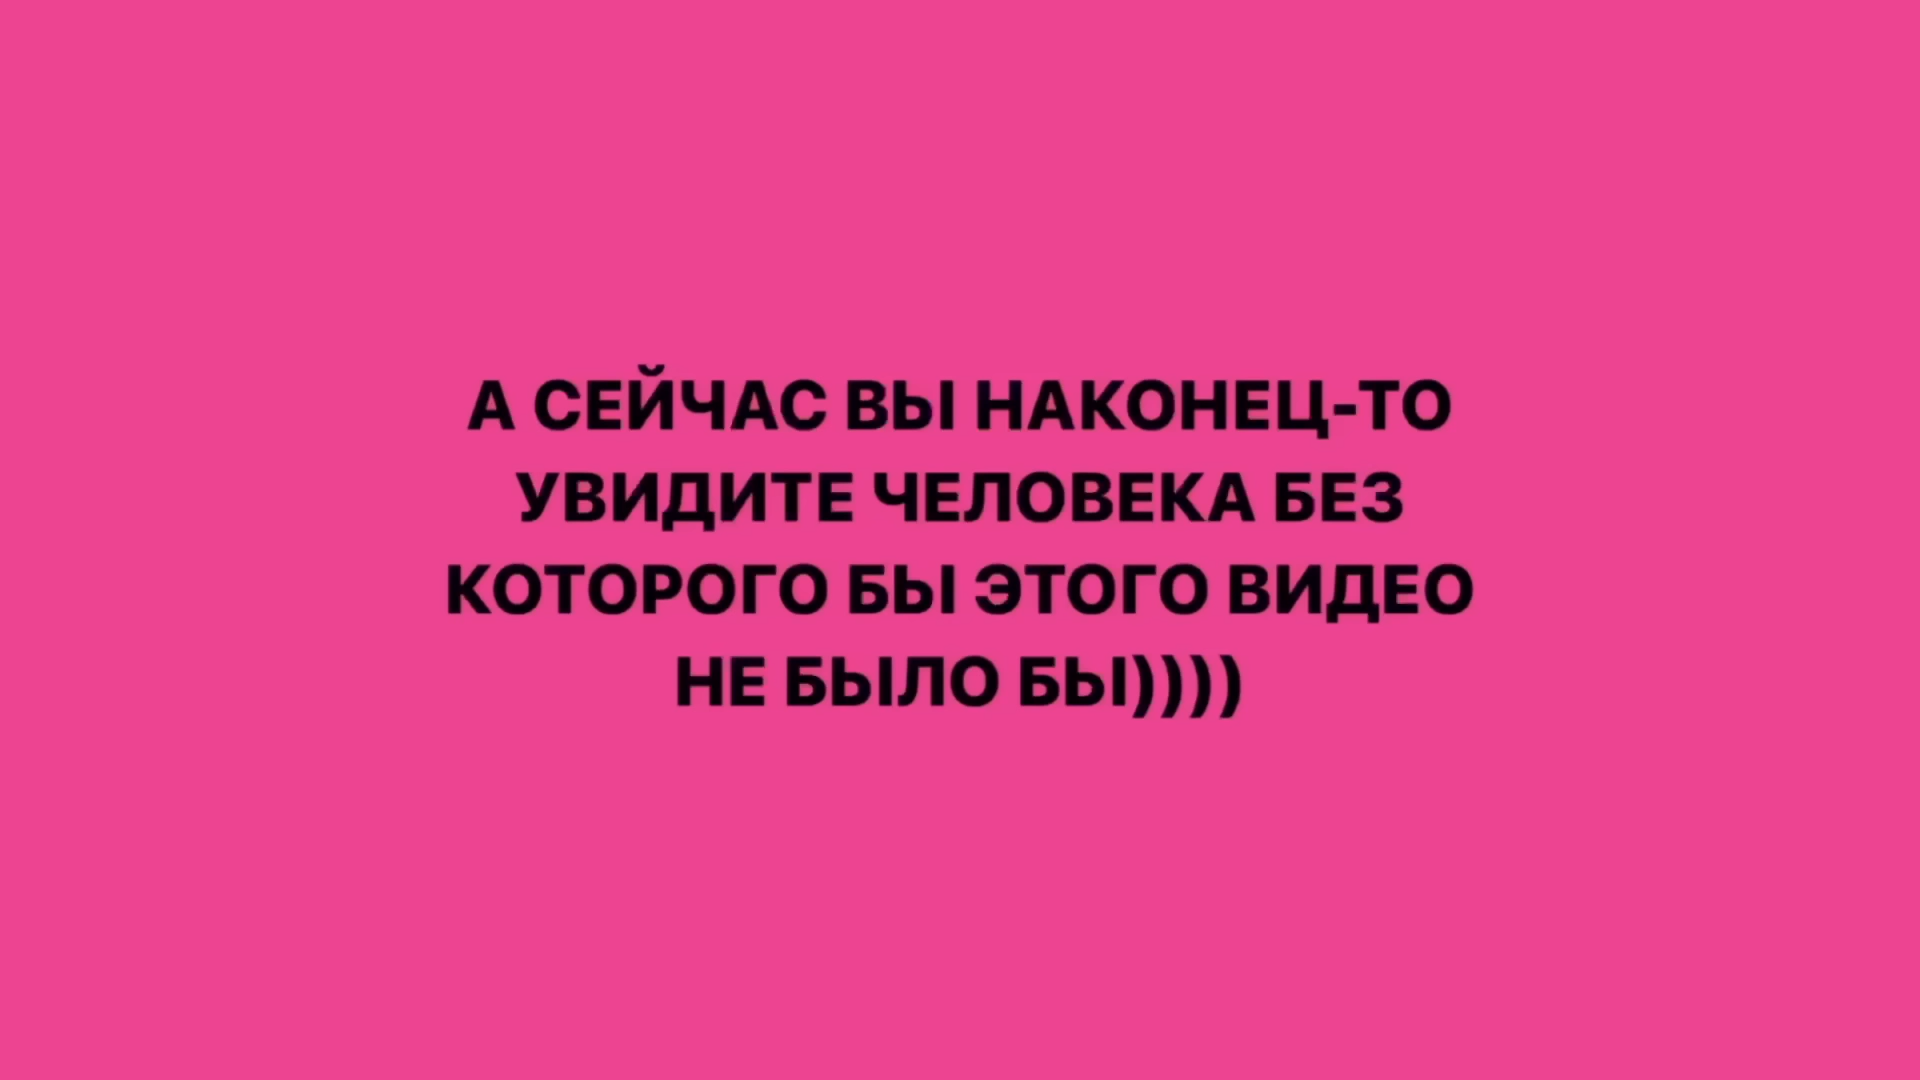 А СЕЙЧАС ВЫ НАКОНЕЦ-ТО
УВИДИТЕ ЧЕЛОВЕКА БЕЗ
КОТОРОГО БЫ ЭТОГО ВИДЕО
НЕ БЫЛО БЫ))))